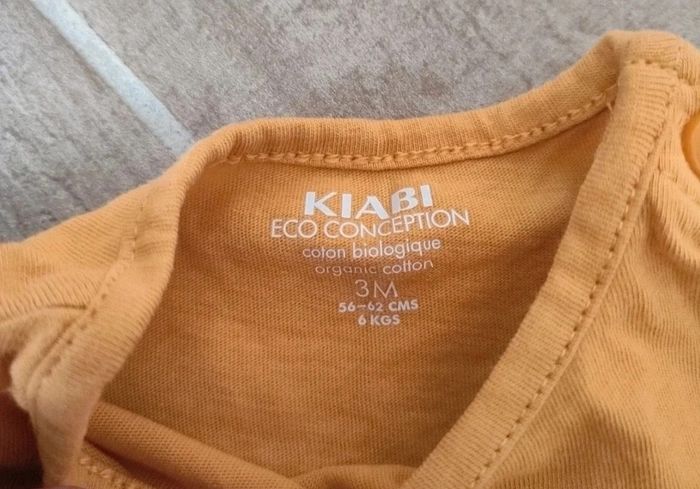 KIABI
ECO CONCEPTION
coton biologique
organic cotton
3M
56-62 CMS
6 KGS